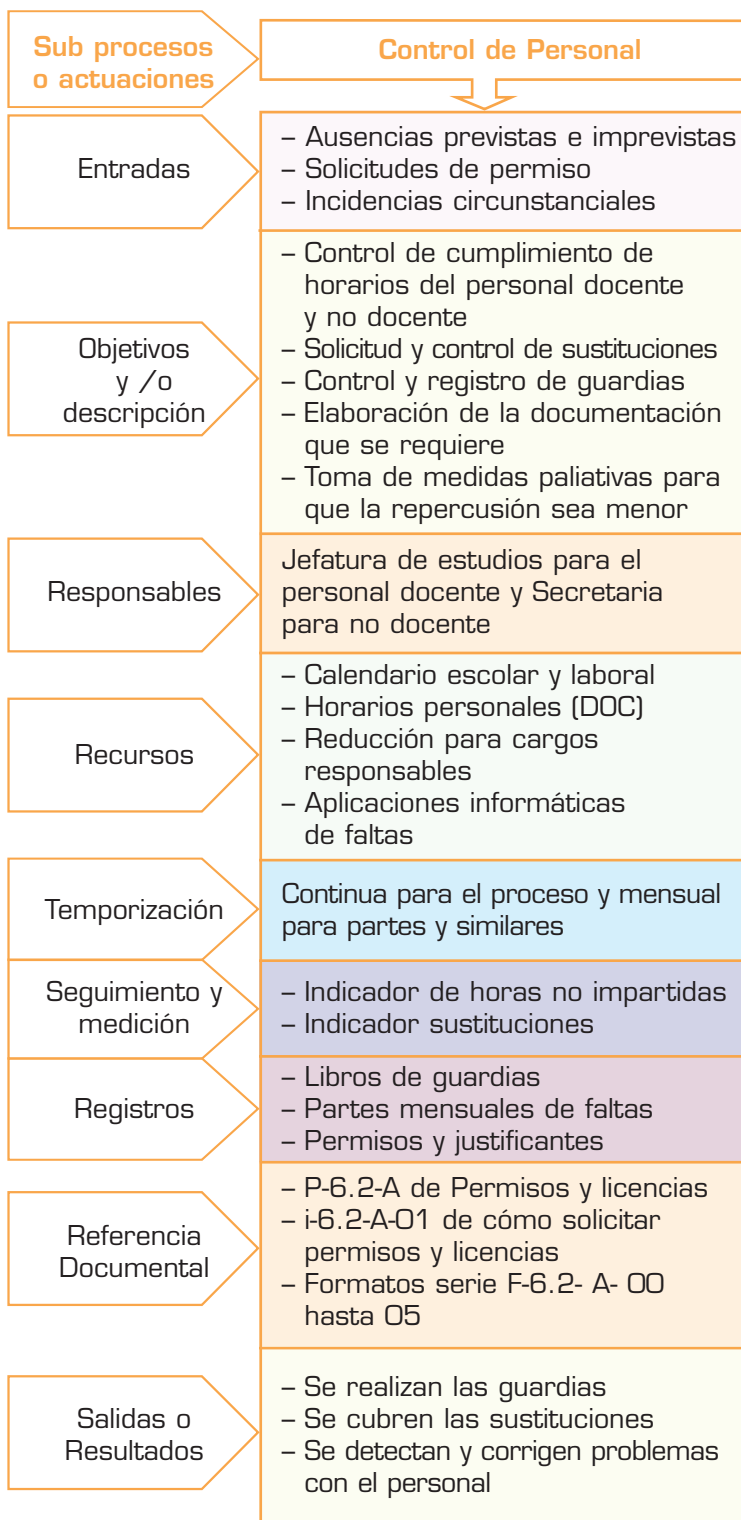 Sub procesos
o actuaciones
Control de Personal
Entradas
– Ausencias previstas e imprevistas
– Solicitudes de permiso
– Incidencias circunstanciales
Objetivos
y /o
descripción
– Control de cumplimiento de
horarios del personal docente
y no docente
– Solicitud y control de sustituciones
– Control y registro de guardias
– Elaboración de la documentación
que se requiere
– Toma de medidas paliativas para
que la repercusión sea menor
Responsables
Jefatura de estudios para el
personal docente y Secretaria
para no docente
Recursos
– Calendario escolar y laboral
– Horarios personales (DOC)
– Reducción para cargos
responsables
– Aplicaciones informáticas
de faltas
Temporización
Continua para el proceso y mensual
para partes y similares
Seguimiento y
medición
– Indicador de horas no impartidas
– Indicador sustituciones
Registros
– Libros de guardias
– Partes mensuales de faltas
– Permisos y justificantes
Referencia
Documental
– P-6.2-A de Permisos y licencias
– i-6.2-A-01 de cómo solicitar
permisos y licencias
– Formatos serie F-6.2- A- 00
hasta 05
Salidas o
Resultados
– Se realizan las guardias
– Se cubren las sustituciones
– Se detectan y corrigen problemas
con el personal